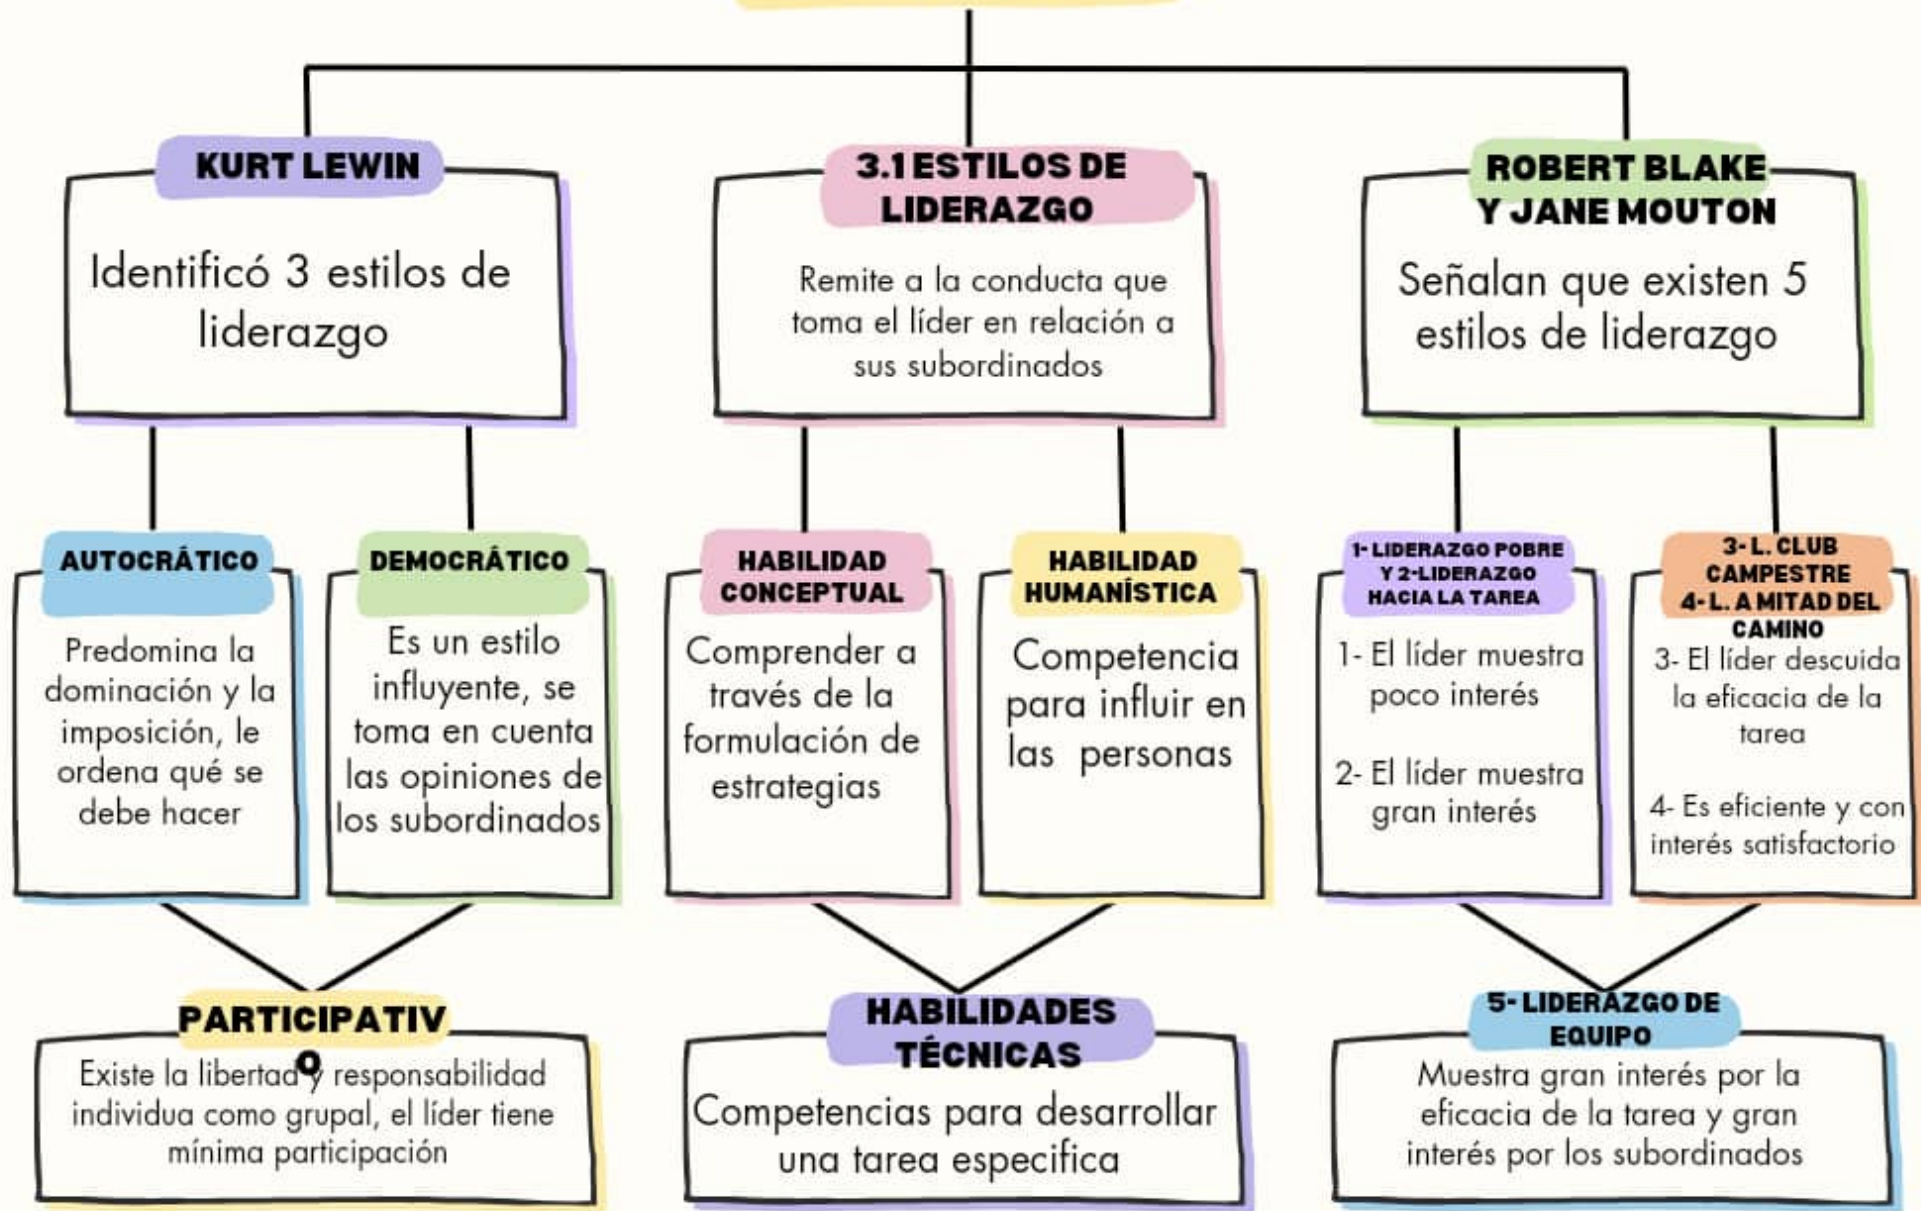 KURT LEWIN
Identificó 3 estilos de
liderazgo
3.1 ESTILOS DE
LIDERAZGO
Remite a la conducta que
toma el líder en relación a
sus subordinados
ROBERT BLAKE
Y JANE MOUTON
Señalan que existen 5
estilos de liderazgo
AUTOCRÁTICO
Predomina la
dominación y la
imposición, le
ordena qué se
debe hacer
DEMOCRÁTICO
Es un estilo
influyente, se
toma en cuenta
las opiniones de
los subordinados
HABILIDAD
CONCEPTUAL
Comprender a
través de la
formulación de
estrategias
HABILIDAD
HUMANÍSTICA
Competencia
para influir en
las personas
1- LIDERAZGO POBRE
Y 2-LIDERAZGO
HACIA LA TAREA
1- El líder muestra
poco interés
2- El líder muestra
gran interés
3- L. CLUB
CAMPESTRE
4- L. A MITAD DEL
CAMINO
3- El líder descuida
la eficacia de la
tarea
4- Es eficiente y con
interés satisfactorio
PARTICIPATIV
O
Existe la libertad y responsabilidad
individua como grupal, el líder tiene
mínima participación
HABILIDADES
TÉCNICAS
Competencias para desarrollar
una tarea especifica
5- LIDERAZGO DE
EQUIPO
Muestra gran interés por la
eficacia de la tarea y gran
interés por los subordinados